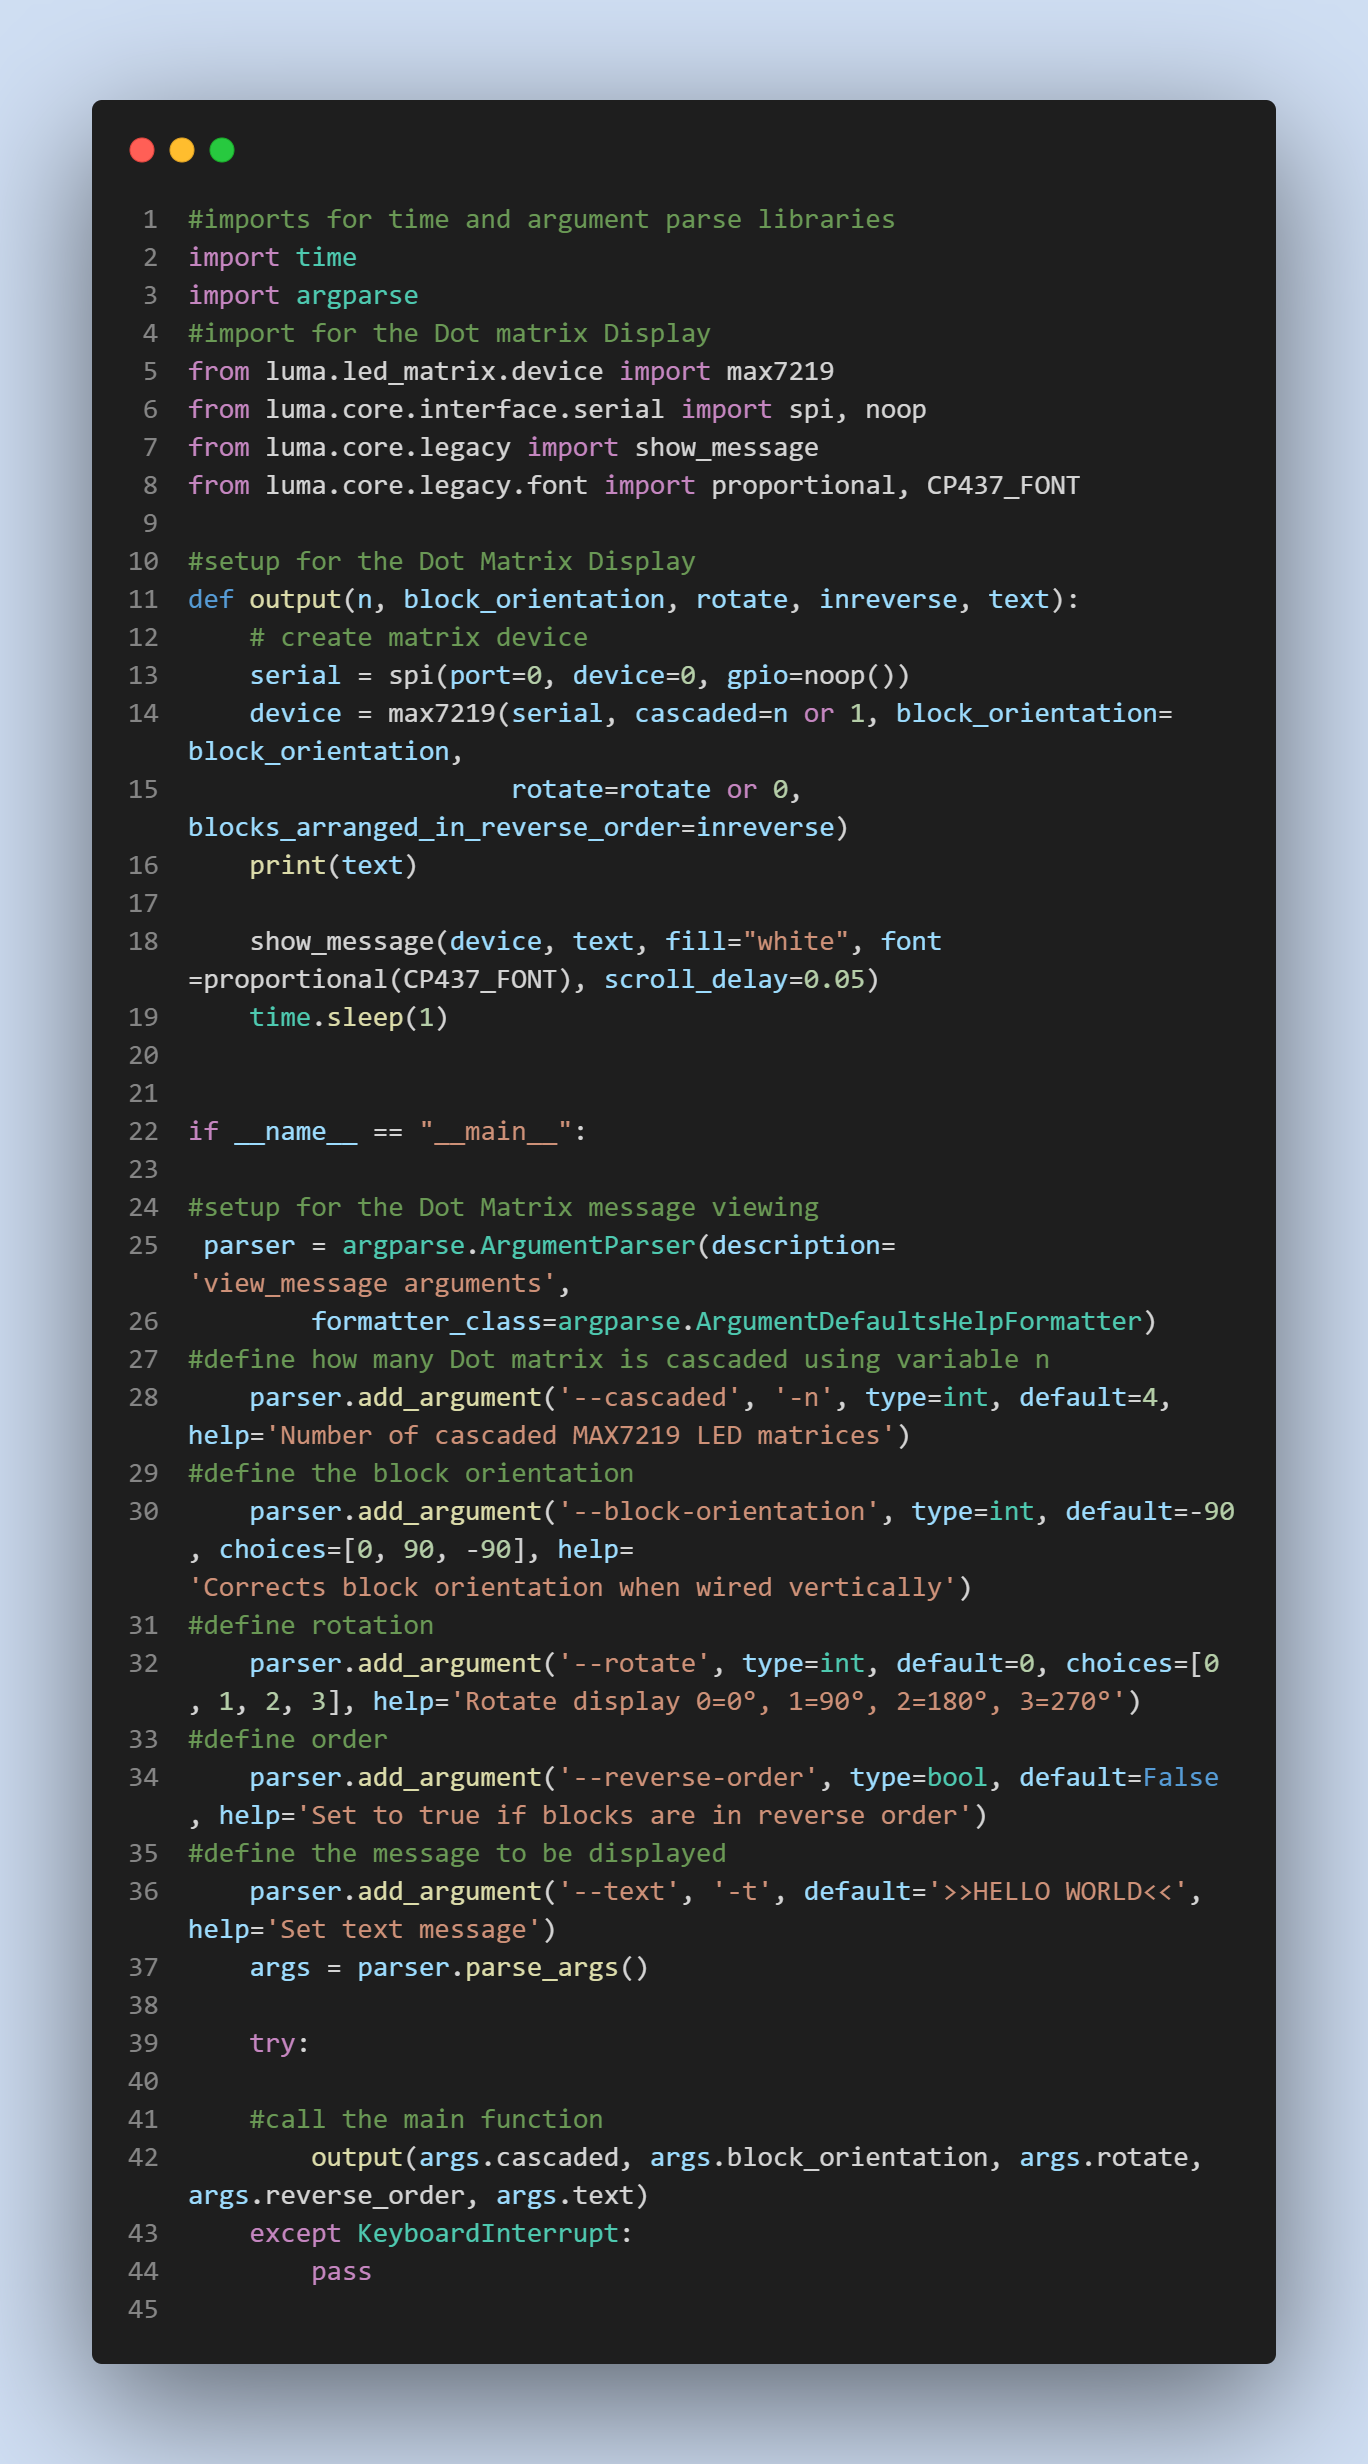 1 #imports for time and argument parse libraries
2 import time
3 import argparse
4 #import for the Dot matrix Display
5 from luma.led_matrix.device import max7219
6 from luma.core.interface.serial import spi, noop
7 from luma.core.legacy import show_message
8 from luma.core.legacy.font import proportional, CP437_FONT
9
10 #setup for the Dot Matrix Display
11 def output(n, block_orientation, rotate, inreverse, text):
12     # create matrix device
13     serial = spi(port=0, device=0, gpio=noop())
14     device = max7219(serial, cascaded=n or 1, block_orientation=
block_orientation,
15                      rotate=rotate or 0,
blocks_arranged_in_reverse_order=inreverse)
16     print(text)
17
18     show_message(device, text, fill="white", font
=proportional(CP437_FONT), scroll_delay=0.05)
19     time.sleep(1)
20
21
22 if __name__ == "__main__":
23
24 #setup for the Dot Matrix message viewing
25  parser = argparse.ArgumentParser(description=
'view_message arguments',
26         formatter_class=argparse.ArgumentDefaultsHelpFormatter)
27 #define how many Dot matrix is cascaded using variable n
28     parser.add_argument('--cascaded', '-n', type=int, default=4,
help='Number of cascaded MAX7219 LED matrices')
29 #define the block orientation
30     parser.add_argument('--block-orientation', type=int, default=-90
, choices=[0, 90, -90], help=
'Corrects block orientation when wired vertically')
31 #define rotation
32     parser.add_argument('--rotate', type=int, default=0, choices=[0
, 1, 2, 3], help='Rotate display 0=0°, 1=90°, 2=180°, 3=270°')
33 #define order
34     parser.add_argument('--reverse-order', type=bool, default=False
, help='Set to true if blocks are in reverse order')
35 #define the message to be displayed
36     parser.add_argument('--text', '-t', default='>>HELLO WORLD<<',
help='Set text message')
37     args = parser.parse_args()
38
39     try:
40
41     #call the main function
42         output(args.cascaded, args.block_orientation, args.rotate,
args.reverse_order, args.text)
43     except KeyboardInterrupt:
44         pass
45